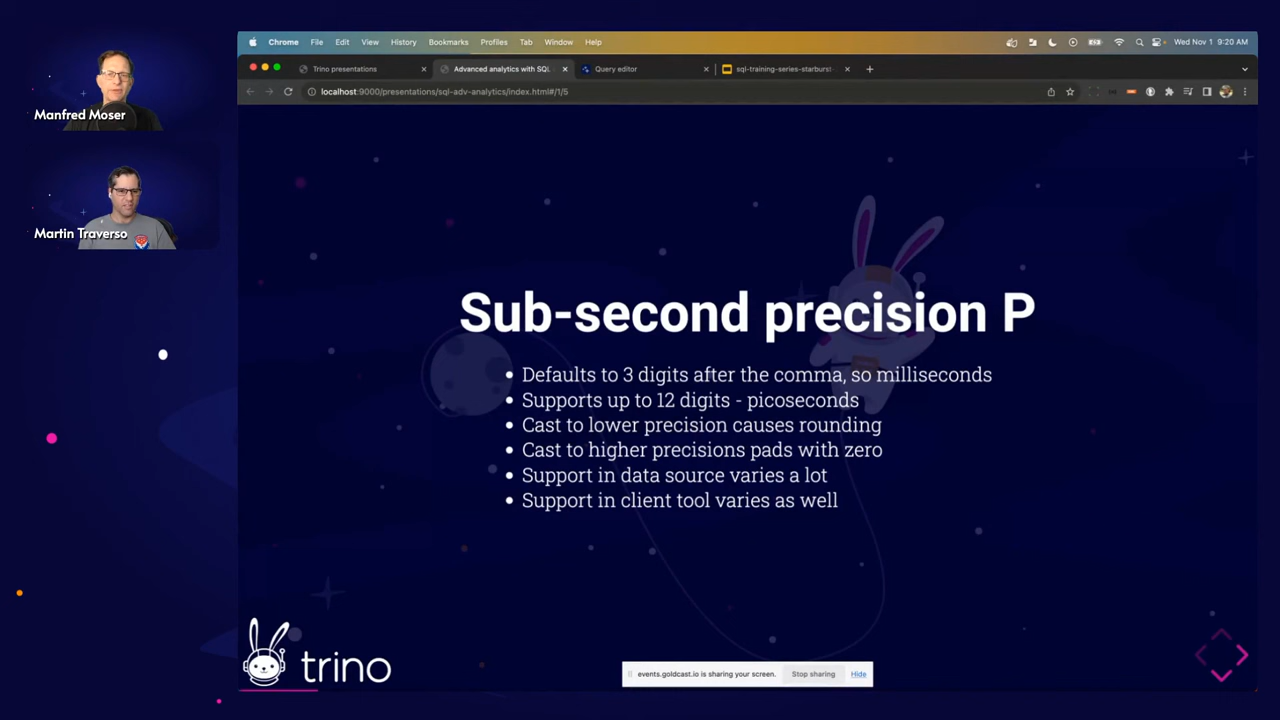 Chrome File Edit View History Bookmarks Profiles Tab Window Help
Wed Nov 1 9:20 AM
Trino presentations
Advanced analytics with SQL
Query editor
sql-training-series-starburst
localhost:9000/presentations/sql-adv-analytics/index.html#/1/5
Manfred Moser
Martin Traverso
Sub-second precision P
Defaults to 3 digits after the comma, so milliseconds
Supports up to 12 digits - picoseconds
Cast to lower precision causes rounding
Cast to higher precisions pads with zero
Support in data source varies a lot
Support in client tool varies as well
trino
events.goldcast.io is sharing your screen.
Stop sharing
Hide